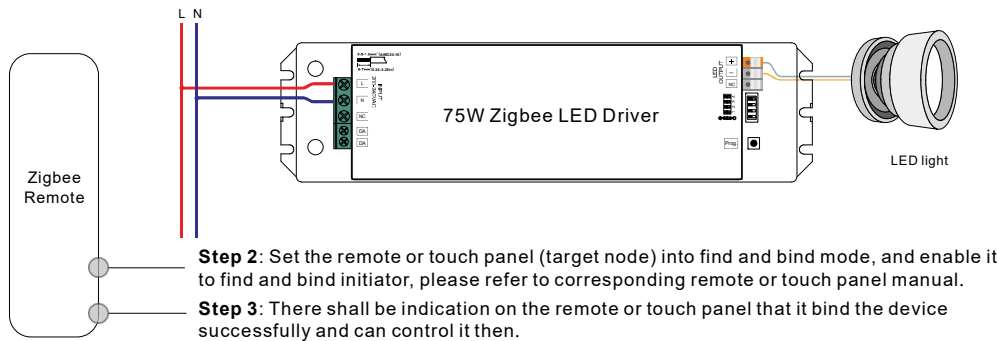 L N
L
N
NC
DA
DA
INPUT
75W Zigbee LED Driver
LED
OUTPUT
+
−
NC
Prog.
LED light
Zigbee
Remote
Step 2: Set the remote or touch panel (target node) into find and bind mode, and enable it
to find and bind initiator, please refer to corresponding remote or touch panel manual.
Step 3: There shall be indication on the remote or touch panel that it bind the device
successfully and can control it then.